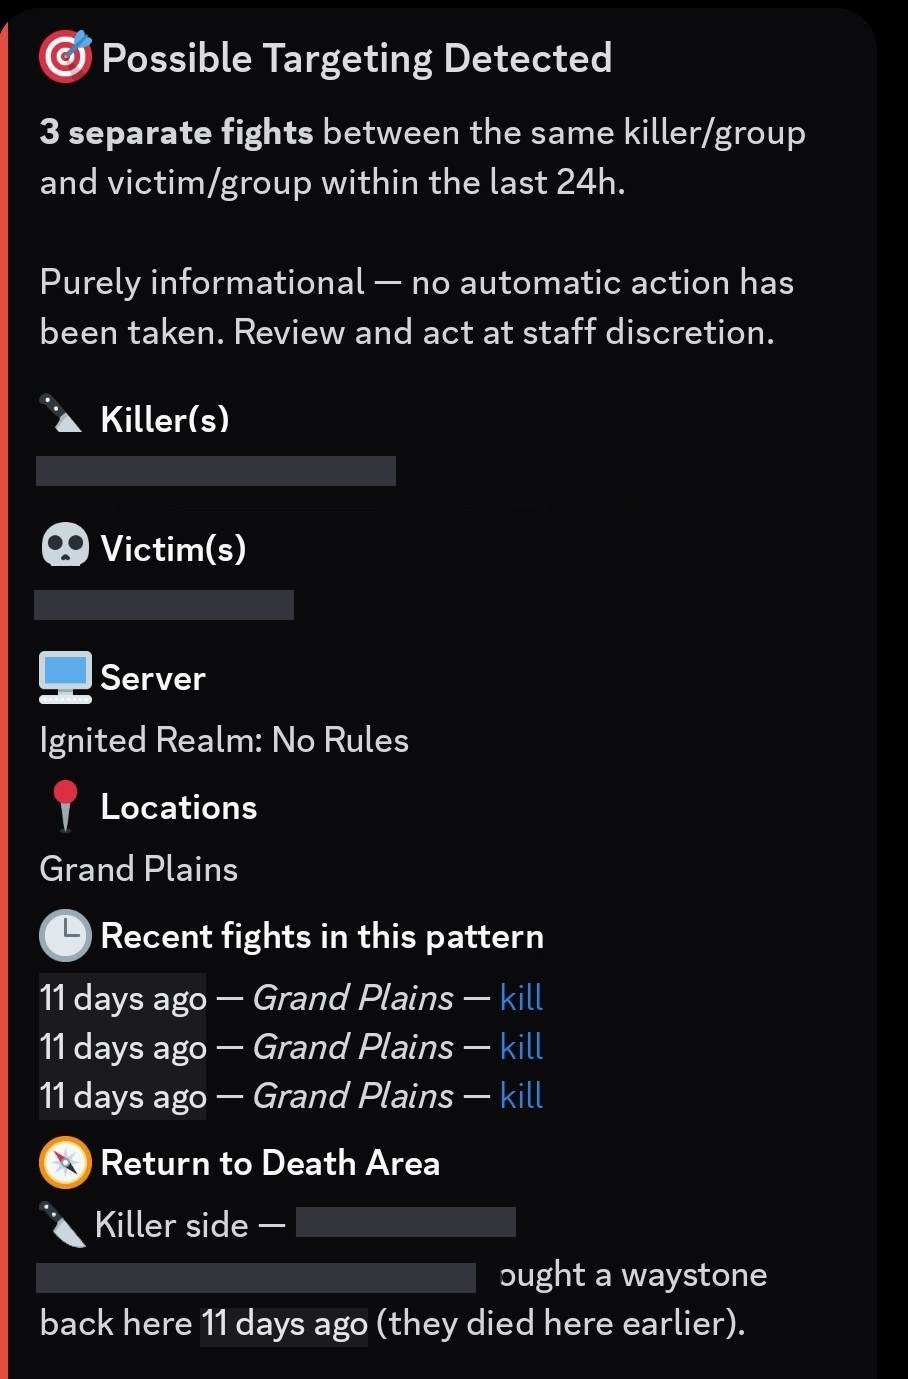 Possible Targeting Detected
3 separate fights between the same killer/group
and victim/group within the last 24h.
Purely informational — no automatic action has
been taken. Review and act at staff discretion.
Killer(s)
Victim(s)
Server
Ignited Realm: No Rules
Locations
Grand Plains
Recent fights in this pattern
11 days ago — Grand Plains — kill
11 days ago — Grand Plains — kill
11 days ago — Grand Plains — kill
Return to Death Area
Killer side —
a waystone
back here 11 days ago (they died here earlier).